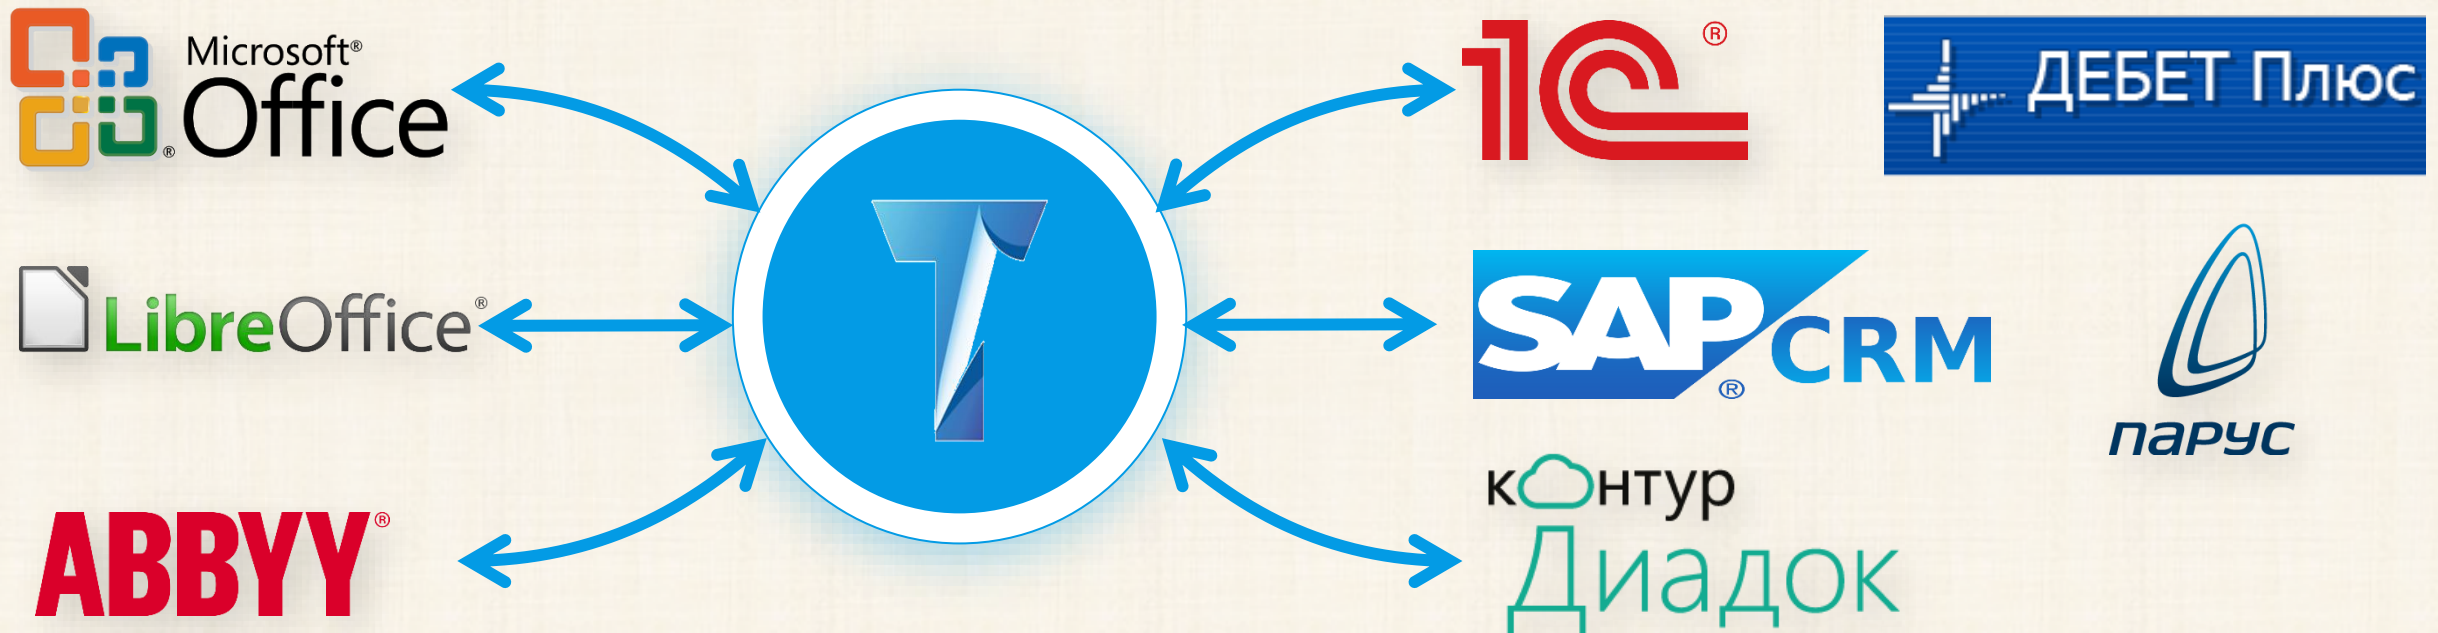 Microsoft®
Office®
LibreOffice®
ABBYY®
T
1С®
ДЕБЕТ Плюс
SAP® CRM
ПАРУС
контур
Диадок